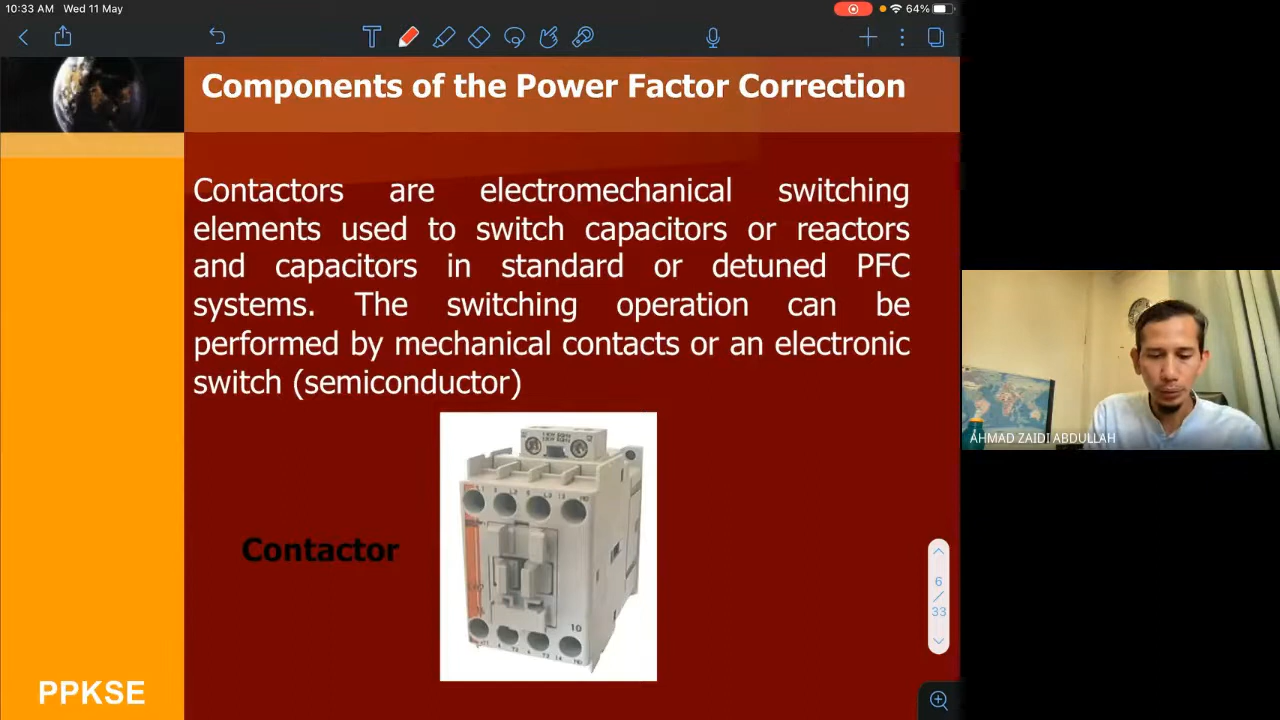 10:33 AM Wed 11 May
64%
Components of the Power Factor Correction
Contactors are electromechanical switching
elements used to switch capacitors or reactors
and capacitors in standard or detuned PFC
systems. The switching operation can be
performed by mechanical contacts or an electronic
switch (semiconductor)
Contactor
10
6
/
33
PPKSE
AHMAD ZAIDI ABDULLAH